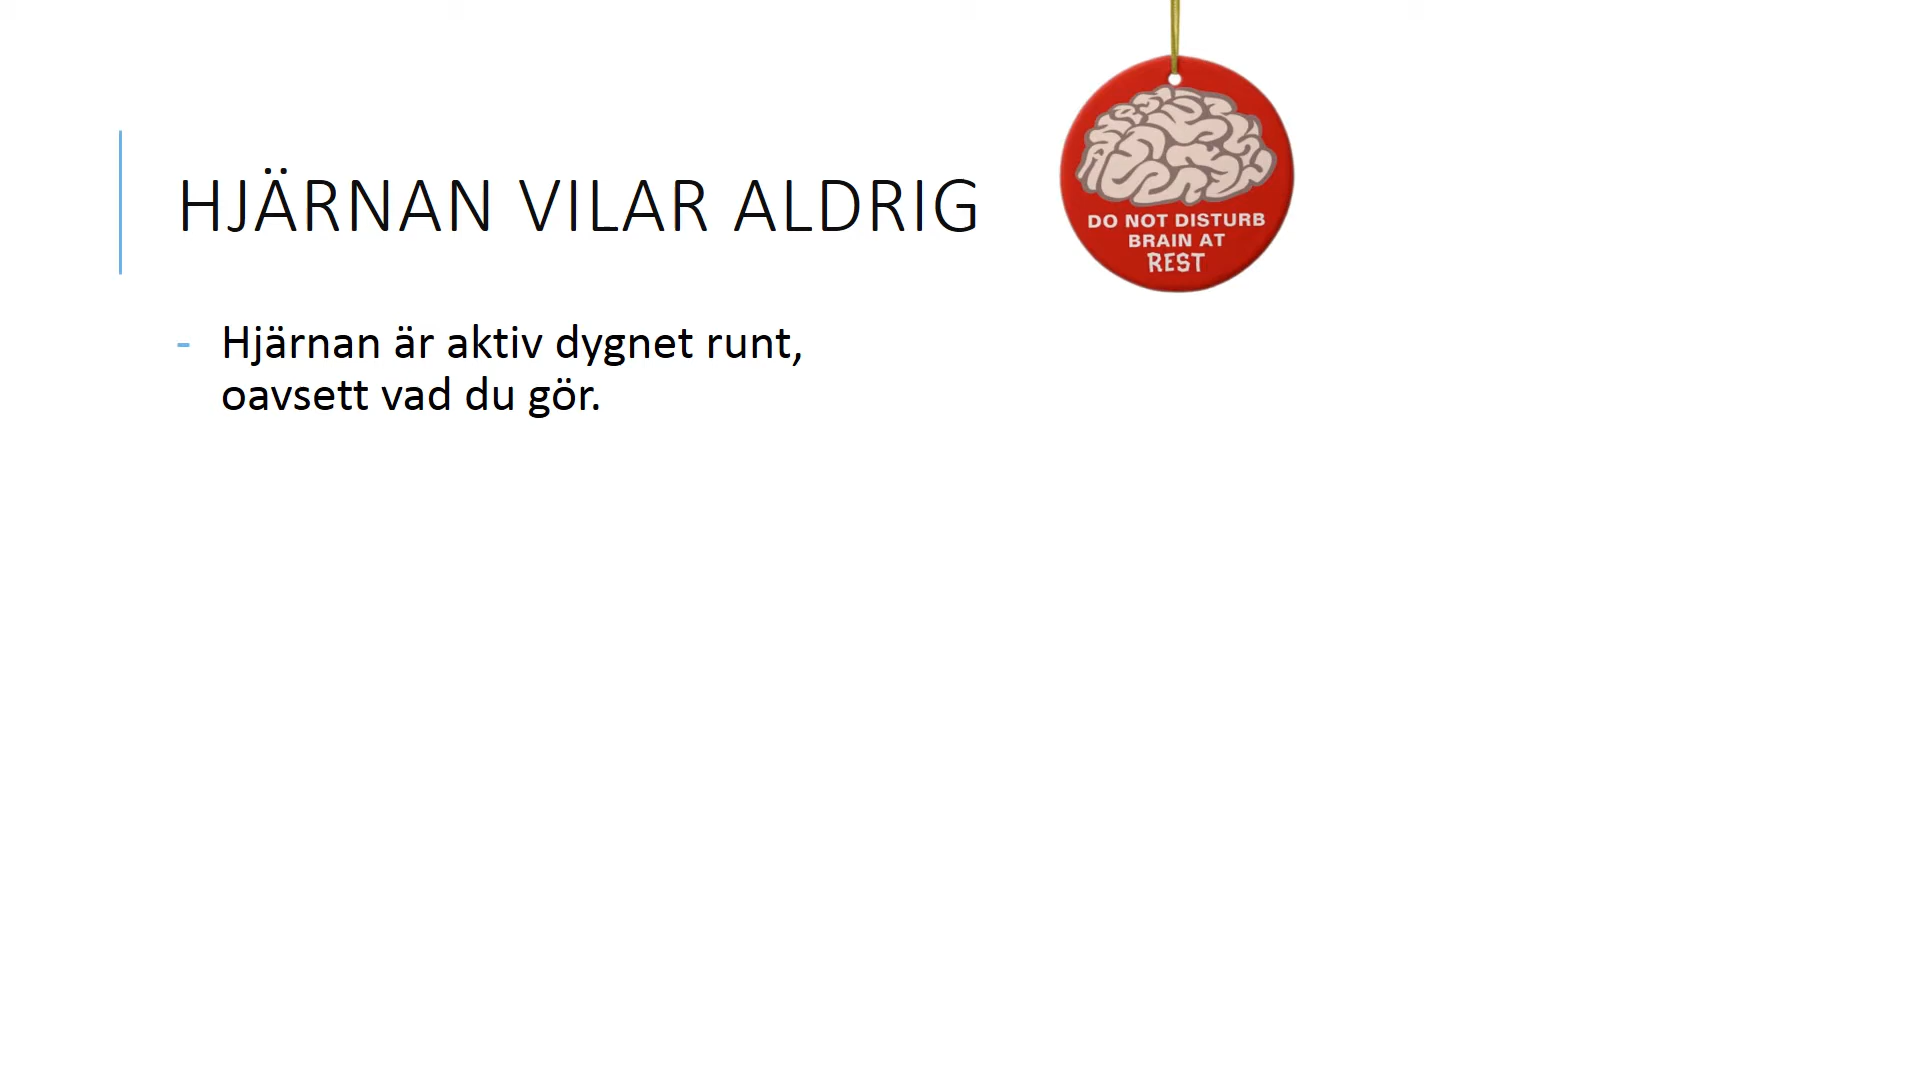 HJÄRNAN VILAR ALDRIG
DO NOT DISTURB
BRAIN AT
REST
- Hjärnan är aktiv dygnet runt,
oavsett vad du gör.